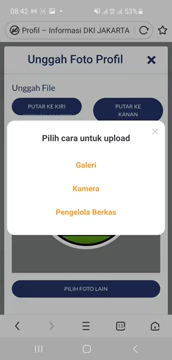 08:42
53%
Profil – Informasi DKI JAKARTA
Unggah Foto Profil
Unggah File
PUTAR KE KIRI
PUTAR KE KANAN
Pilih cara untuk upload
Galeri
Kamera
Pengelola Berkas
PILIH FOTO LAIN